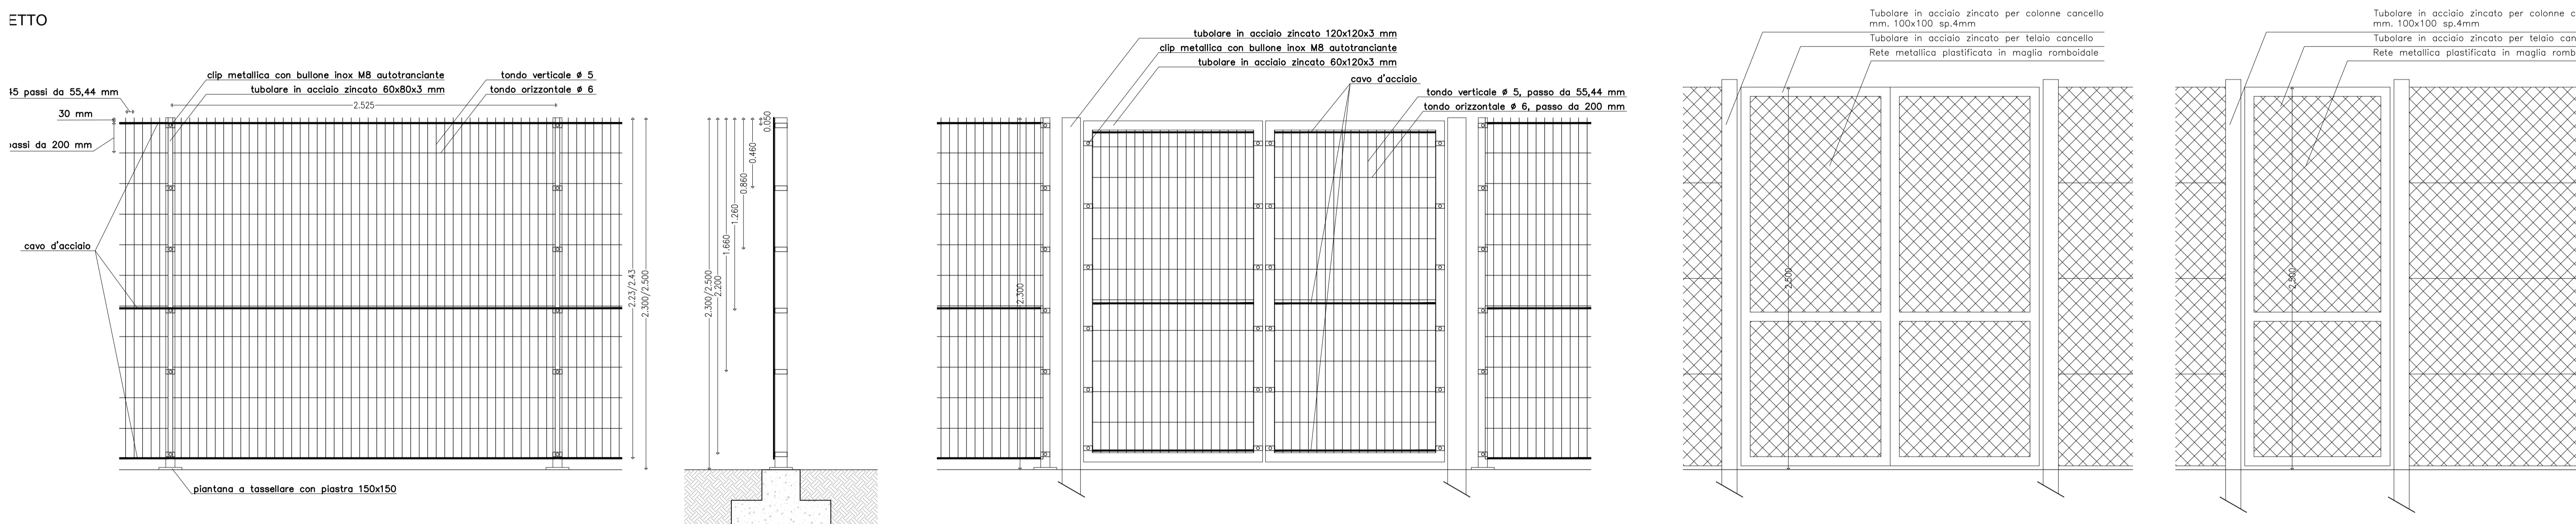 ETTO
45 passi da 55,44 mm
30 mm
passi da 200 mm
cavo d'acciaio
clip metallica con bullone inox M8 autotranciante
tubolare in acciaio zincato 60x80x3 mm
tondo verticale ø 5
tondo orizzontale ø 6
2.525
2.23/2.43
2.300/2.500
piantana a tassellare con piastra 150x150
2.300/2.500
2.200
1.660
1.260
0.860
0.460
0.050
tubolare in acciaio zincato 120x120x3 mm
clip metallica con bullone inox M8 autotranciante
tubolare in acciaio zincato 60x120x3 mm
cavo d'acciaio
tondo verticale ø 5, passo da 55,44 mm
tondo orizzontale ø 6, passo da 200 mm
2.300
Tubolare in acciaio zincato per colonne cancello
mm. 100x100 sp.4mm
Tubolare in acciaio zincato per telaio cancello
Rete metallica plastificata in maglia romboidale
2.500
Tubolare in acciaio zincato per colonne c
mm. 100x100 sp.4mm
Tubolare in acciaio zincato per telaio can
Rete metallica plastificata in maglia romb
2.500